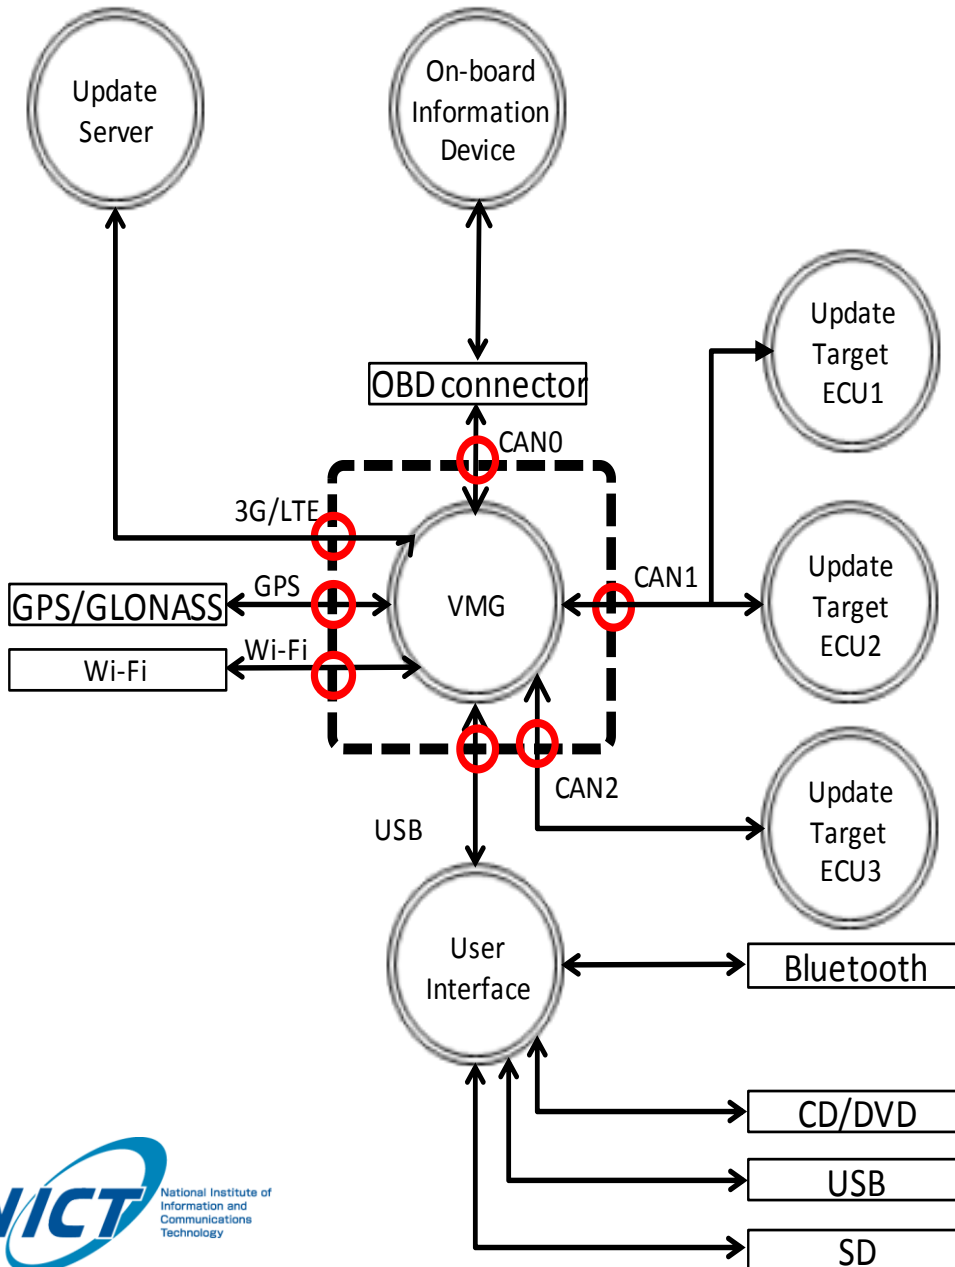 Update
Server
On-board
Information
Device
Update
Target
ECU1
OBD connector
CAN0
3G/LTE
GPS
GPS/GLONASS
Wi-Fi
Wi-Fi
VMG
CAN1
Update
Target
ECU2
CAN2
USB
Update
Target
ECU3
User
Interface
Bluetooth
CD/DVD
USB
SD
NICT
National Institute of
Information and
Communications
Technology